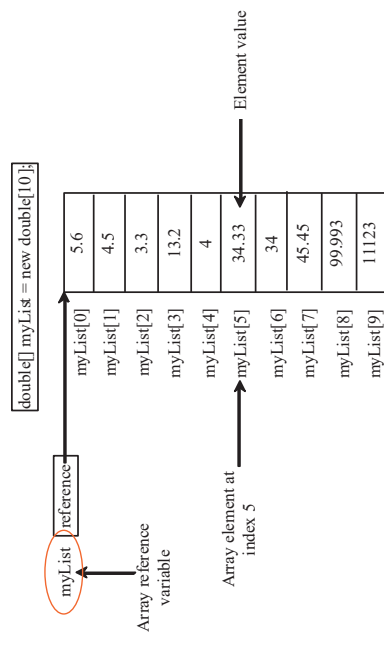 double[] myList = new double[10];
myList reference
Array reference
variable
myList[0] 5.6
myList[1] 4.5
myList[2] 3.3
myList[3] 13.2
myList[4] 4
Array element at
index 5
myList[5] 34.33
Element value
myList[6] 34
myList[7] 45.45
myList[8] 99.993
myList[9] 11123